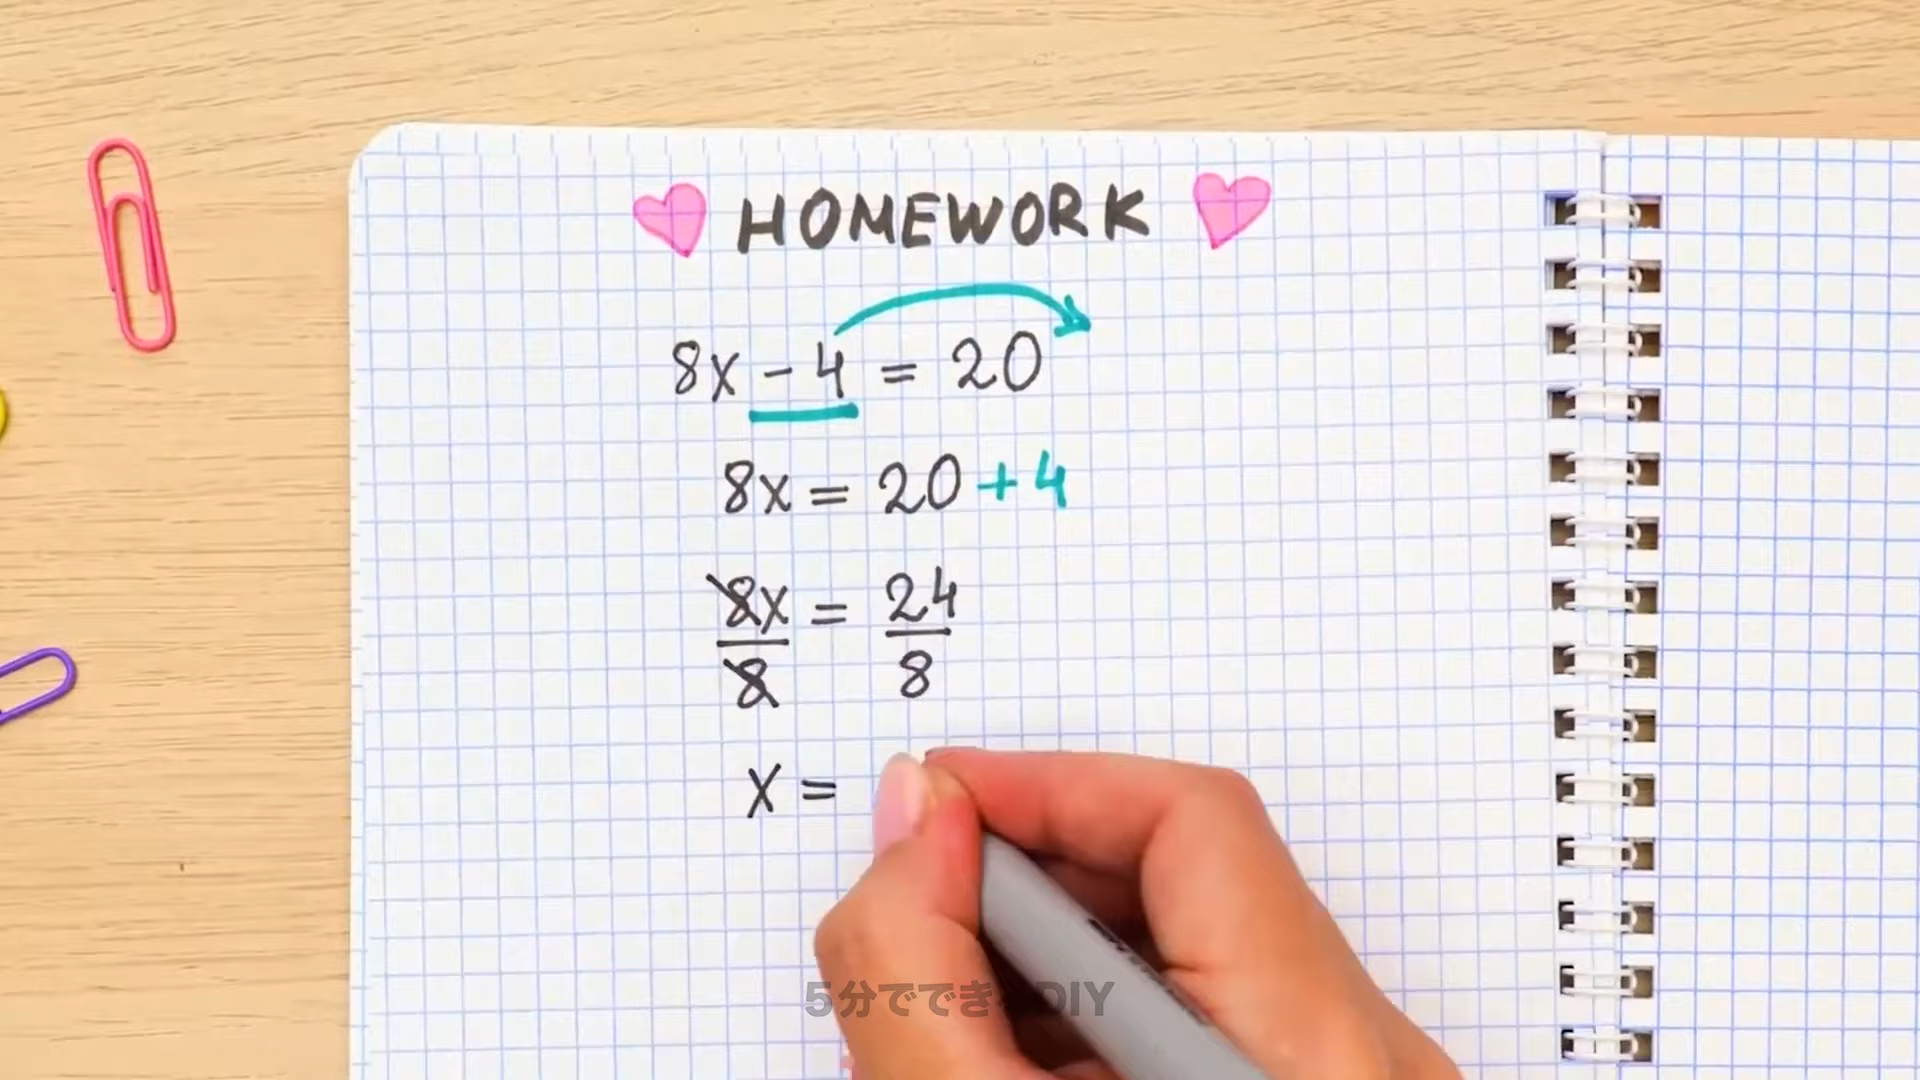 HOMEWORK
8x - 4 = 20
8x = 20 + 4
8x/8 = 24/8
x =
5分でできるDIY